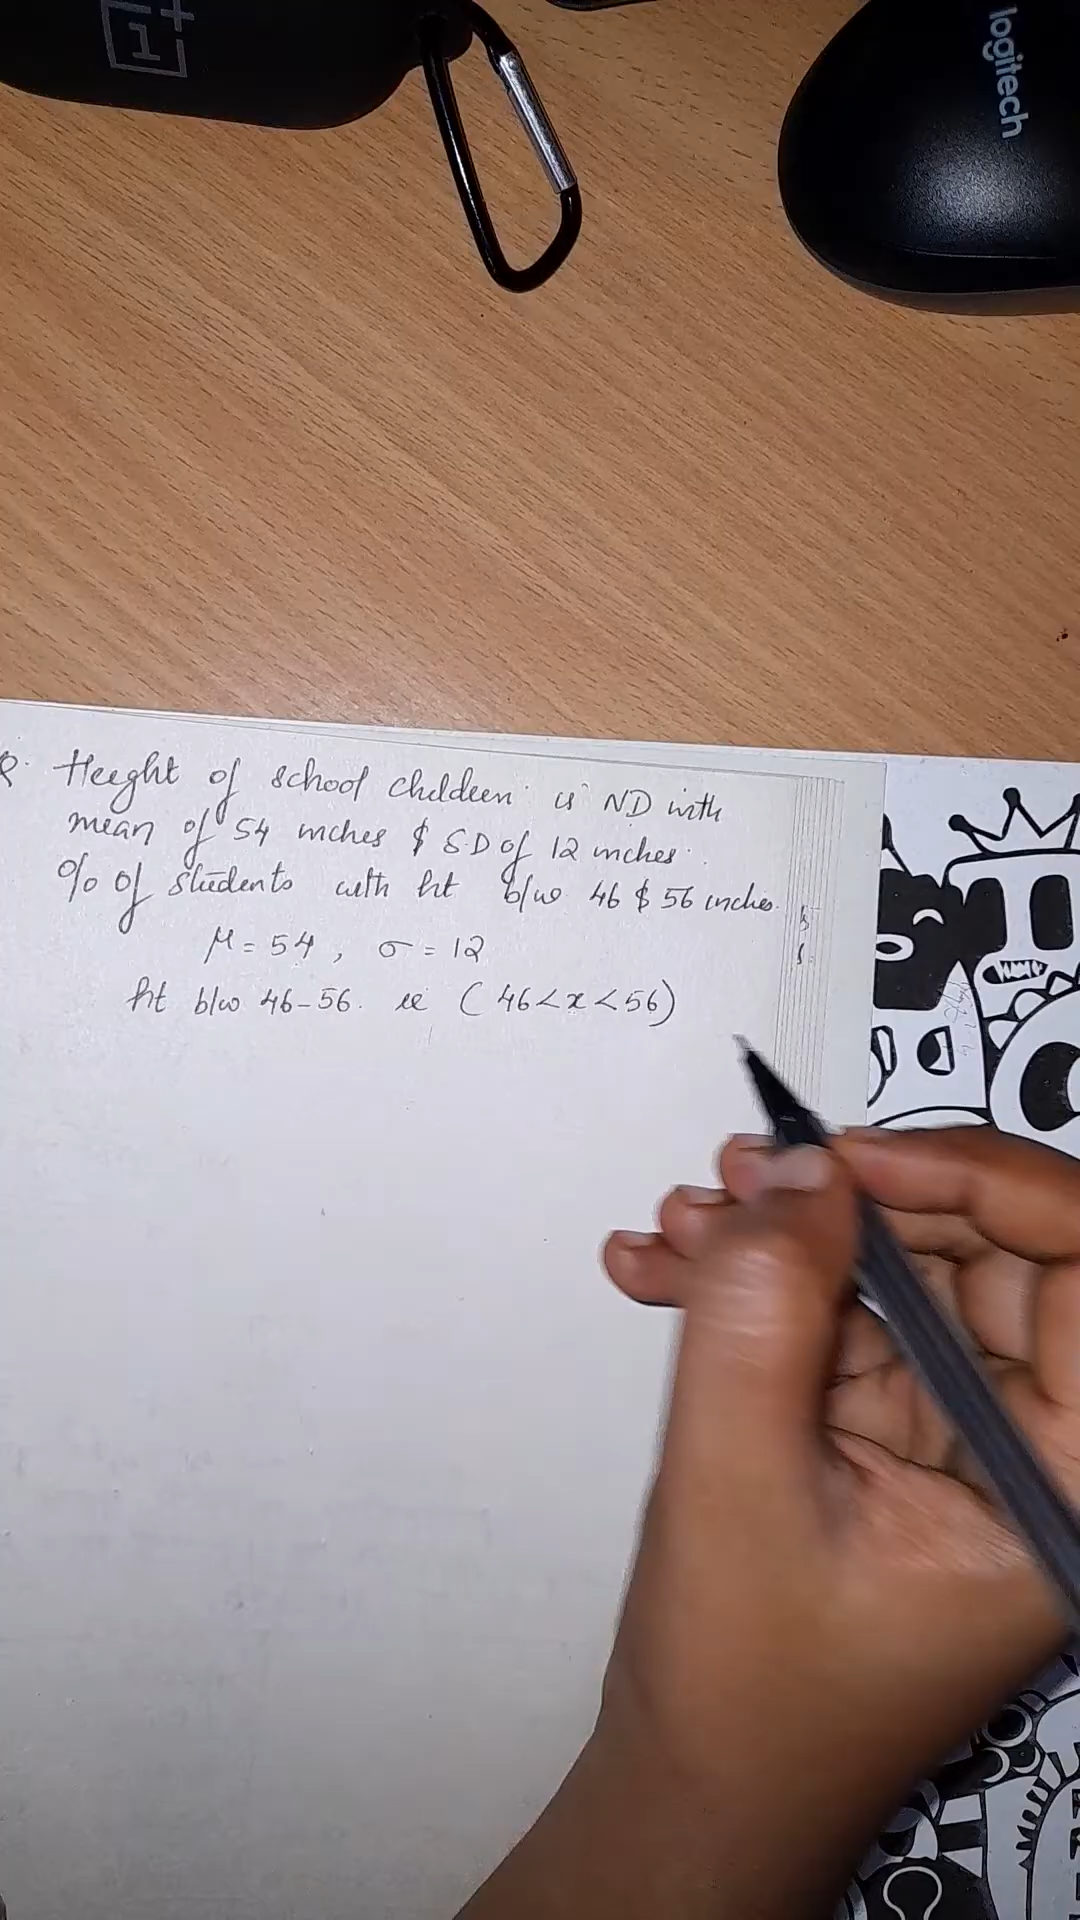 1+
logitech
Q. Height of school children is ND with
mean of 54 inches & S.D of 12 inches.
% of students with ht b/w 46 & 56 inches.
μ = 54 , σ = 12
ht b/w 46-56. ie ( 46 < x < 56)